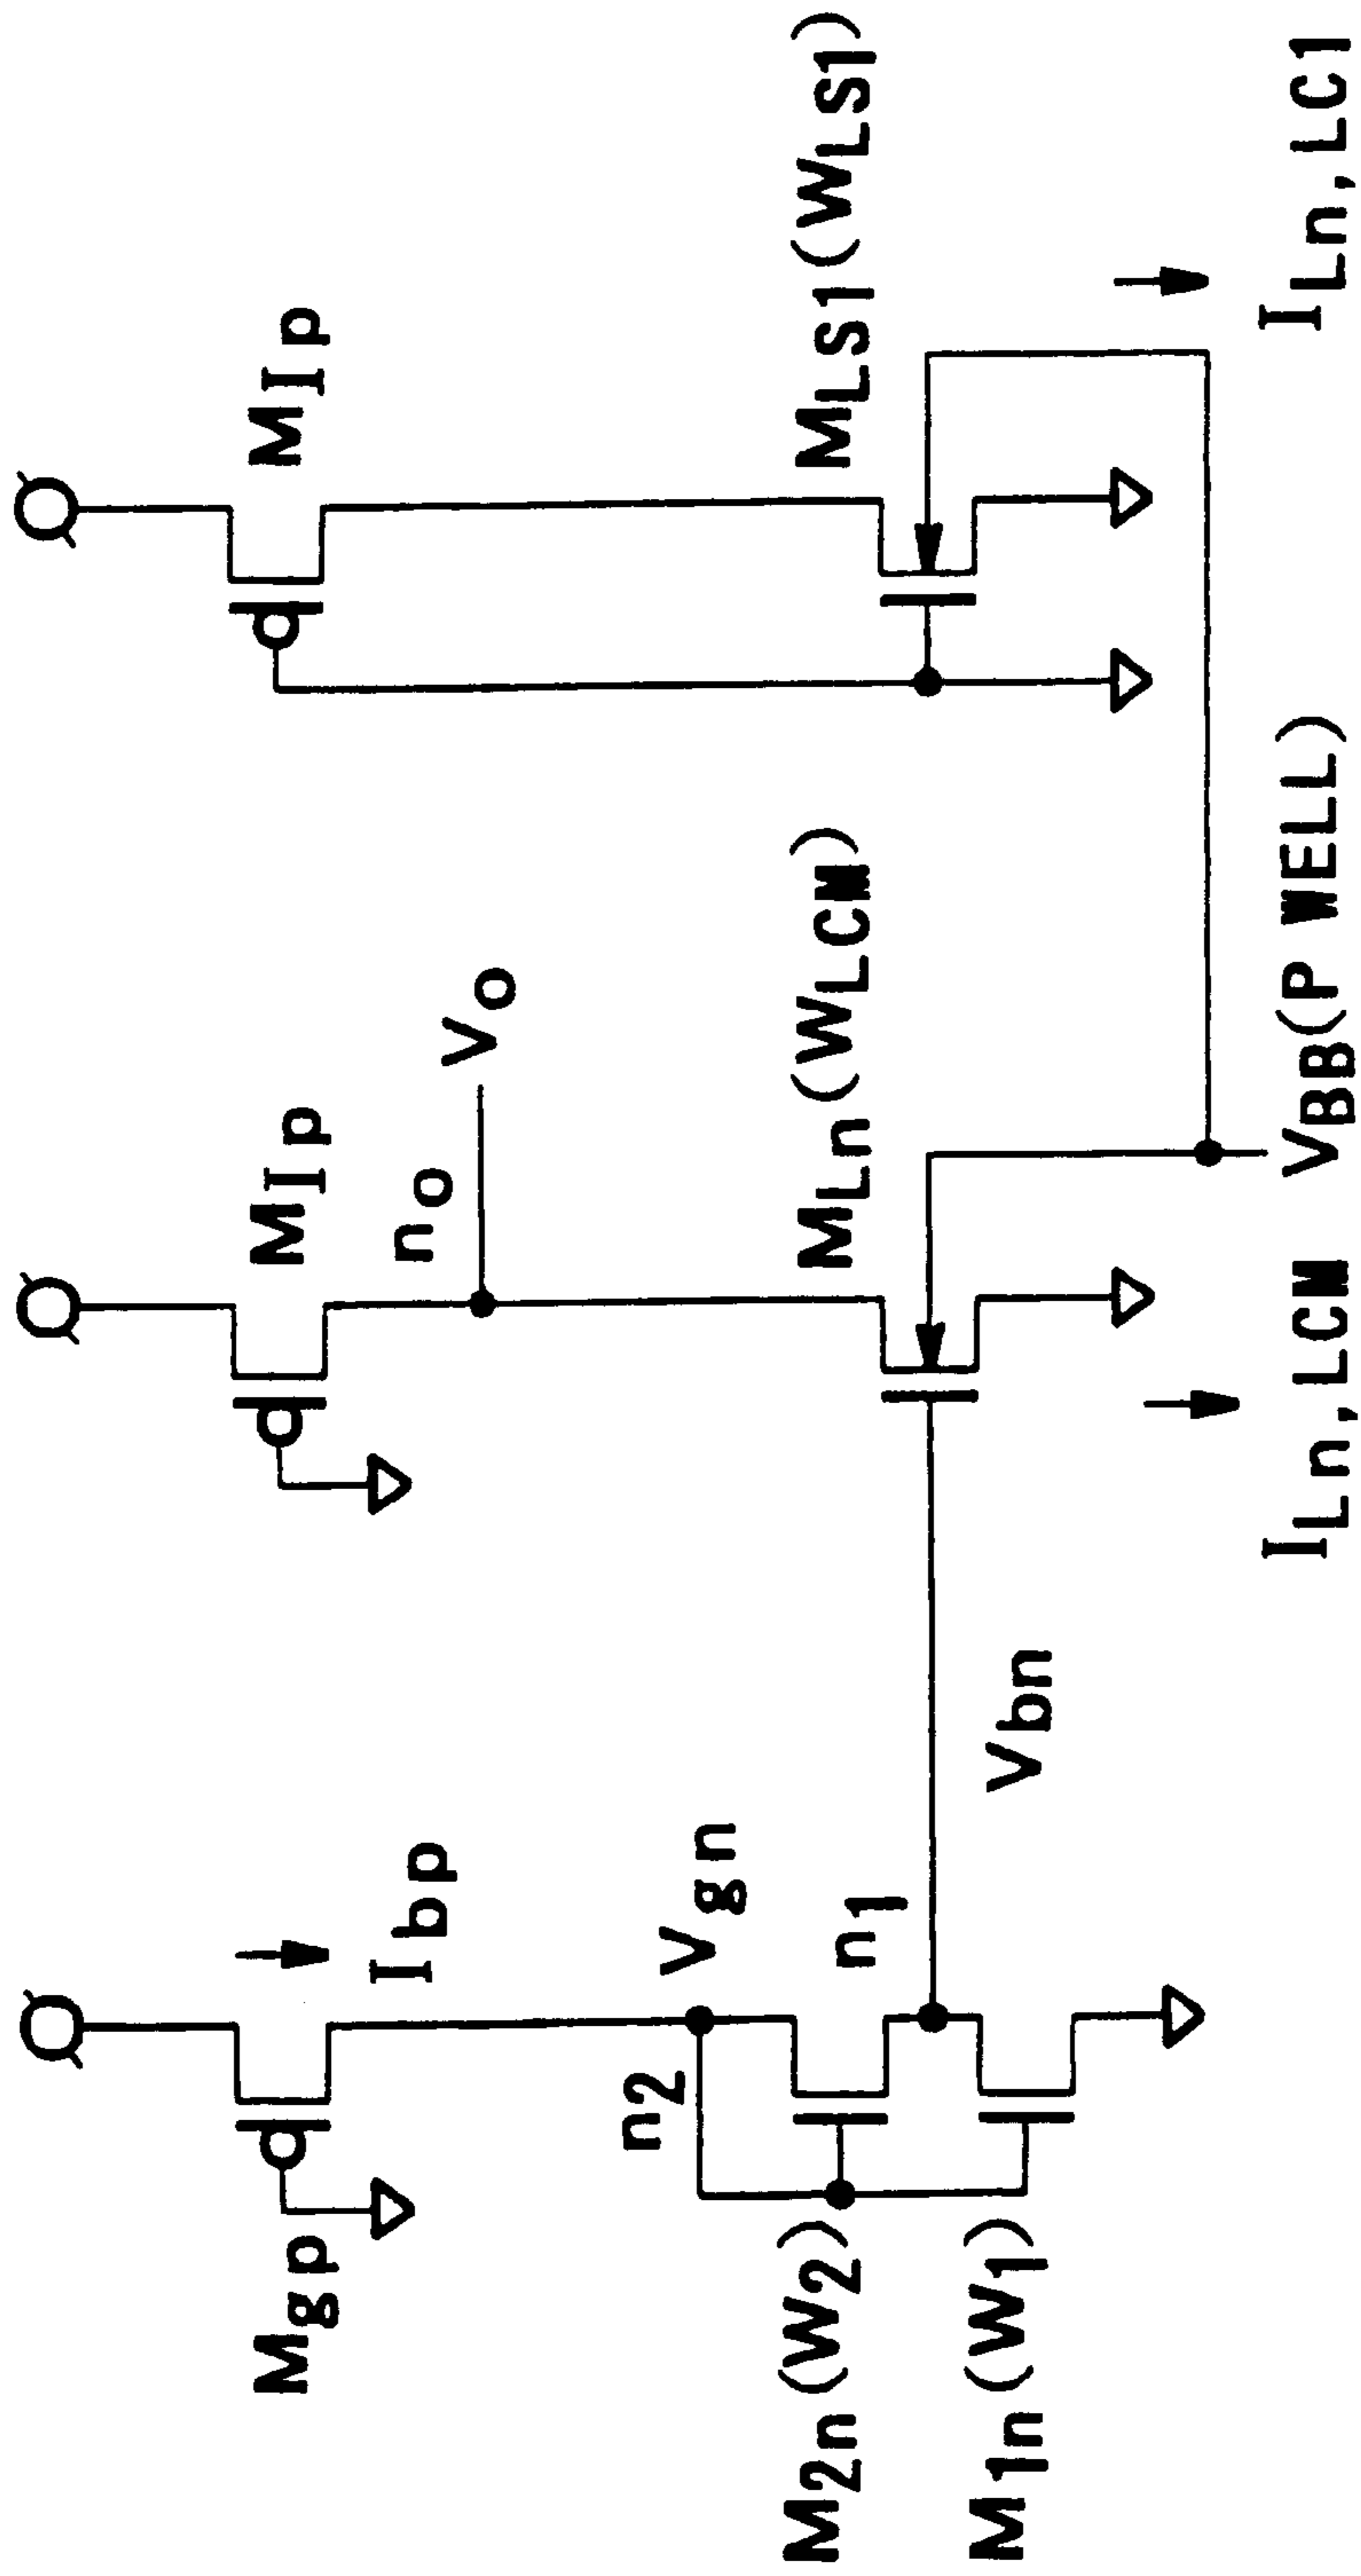 Mgp
Ibp
MIp
MIp
no
Vo
n2
Vgn
M2n(W2)
n1
MLn(WLCM)
MLS1(WLS1)
M1n(W1)
Vbn
ILn,LCM
VBB(P WELL)
ILn,LC1